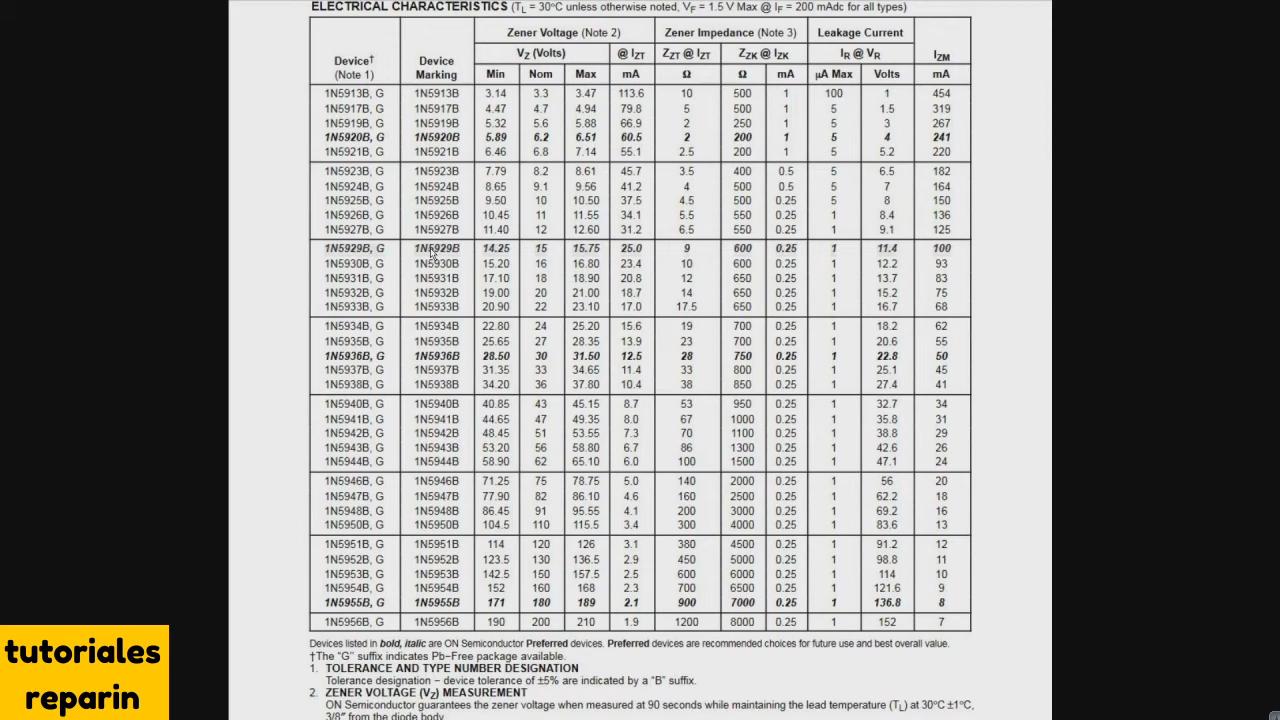 ELECTRICAL CHARACTERISTICS (TL = 30°C unless otherwise noted, VF = 1.5 V Max @ IF = 200 mAdc for all types)
Zener Voltage (Note 2) Zener Impedance (Note 3) Leakage Current
Device† (Note 1) Device Marking VZ (Volts) @ IZT ZZT @ IZT ZZK @ IZK IR @ VR IZM
Min Nom Max mA Ω Ω mA μA Max Volts mA
1N5913B, G 1N5913B 3.14 3.3 3.47 113.6 10 500 1 100 1 454
1N5917B, G 1N5917B 4.47 4.7 4.94 79.8 5 500 1 5 1.5 319
1N5919B, G 1N5919B 5.32 5.6 5.88 66.9 2 250 1 5 3 267
1N5920B, G 1N5920B 5.89 6.2 6.51 60.5 2 200 1 5 4 241
1N5921B, G 1N5921B 6.46 6.8 7.14 55.1 2.5 200 1 5 5.2 220
1N5923B, G 1N5923B 7.79 8.2 8.61 45.7 3.5 400 0.5 5 6.5 182
1N5924B, G 1N5924B 8.65 9.1 9.56 41.2 4 500 0.5 5 7 164
1N5925B, G 1N5925B 9.50 10 10.50 37.5 4.5 500 0.25 5 8 150
1N5926B, G 1N5926B 10.45 11 11.55 34.1 5.5 550 0.25 1 8.4 136
1N5927B, G 1N5927B 11.40 12 12.60 31.2 6.5 550 0.25 1 9.1 125
1N5929B, G 1N5929B 14.25 15 15.75 25.0 9 600 0.25 1 11.4 100
1N5930B, G 1N5930B 15.20 16 16.80 23.4 10 600 0.25 1 12.2 93
1N5931B, G 1N5931B 17.10 18 18.90 20.8 12 650 0.25 1 13.7 83
1N5932B, G 1N5932B 19.00 20 21.00 18.7 14 650 0.25 1 15.2 75
1N5933B, G 1N5933B 20.90 22 23.10 17.0 17.5 650 0.25 1 16.7 68
1N5934B, G 1N5934B 22.80 24 25.20 15.6 19 700 0.25 1 18.2 62
1N5935B, G 1N5935B 25.65 27 28.35 13.9 23 700 0.25 1 20.6 55
1N5936B, G 1N5936B 28.50 30 31.50 12.5 28 750 0.25 1 22.8 50
1N5937B, G 1N5937B 31.35 33 34.65 11.4 33 800 0.25 1 25.1 45
1N5938B, G 1N5938B 34.20 36 37.80 10.4 38 850 0.25 1 27.4 41
1N5940B, G 1N5940B 40.85 43 45.15 8.7 53 950 0.25 1 32.7 34
1N5941B, G 1N5941B 44.65 47 49.35 8.0 67 1000 0.25 1 35.8 31
1N5942B, G 1N5942B 48.45 51 53.55 7.3 70 1100 0.25 1 38.8 29
1N5943B, G 1N5943B 53.20 56 58.80 6.7 86 1300 0.25 1 42.6 26
1N5944B, G 1N5944B 58.90 62 65.10 6.0 100 1500 0.25 1 47.1 24
1N5946B, G 1N5946B 71.25 75 78.75 5.0 140 2000 0.25 1 56 20
1N5947B, G 1N5947B 77.90 82 86.10 4.6 160 2500 0.25 1 62.2 18
1N5948B, G 1N5948B 86.45 91 95.55 4.1 200 3000 0.25 1 69.2 16
1N5950B, G 1N5950B 104.5 110 115.5 3.4 300 4000 0.25 1 83.6 13
1N5951B, G 1N5951B 114 120 126 3.1 380 4500 0.25 1 91.2 12
1N5952B, G 1N5952B 123.5 130 136.5 2.9 450 5000 0.25 1 98.8 11
1N5953B, G 1N5953B 142.5 150 157.5 2.5 600 6000 0.25 1 114 10
1N5954B, G 1N5954B 152 160 168 2.3 700 6500 0.25 1 121.6 9
1N5955B, G 1N5955B 171 180 189 2.1 900 7000 0.25 1 136.8 8
1N5956B, G 1N5956B 190 200 210 1.9 1200 8000 0.25 1 152 7
Devices listed in bold, italic are ON Semiconductor Preferred devices. Preferred devices are recommended choices for future use and best overall value.
†The "G" suffix indicates Pb−Free package available.
1. TOLERANCE AND TYPE NUMBER DESIGNATION
Tolerance designation − device tolerance of ±5% are indicated by a "B" suffix.
2. ZENER VOLTAGE (VZ) MEASUREMENT
ON Semiconductor guarantees the zener voltage when measured at 90 seconds while maintaining the lead temperature (TL) at 30°C ±1°C,
3/8″ from the diode body.
tutoriales
reparin